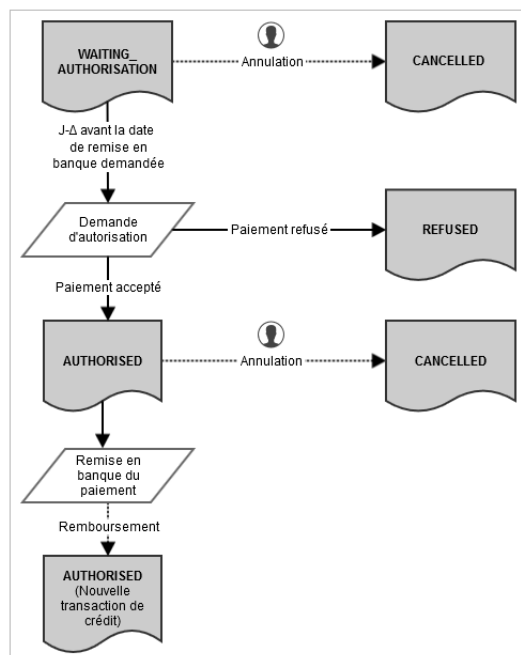 WAITING_
AUTHORISATION
Annulation
CANCELLED
J-Δ avant la date
de remise en
banque demandée
Demande
d'autorisation
Paiement refusé
REFUSED
Paiement accepté
AUTHORISED
Annulation
CANCELLED
Remise en
banque du
paiement
Remboursement
AUTHORISED
(Nouvelle
transaction de
crédit)